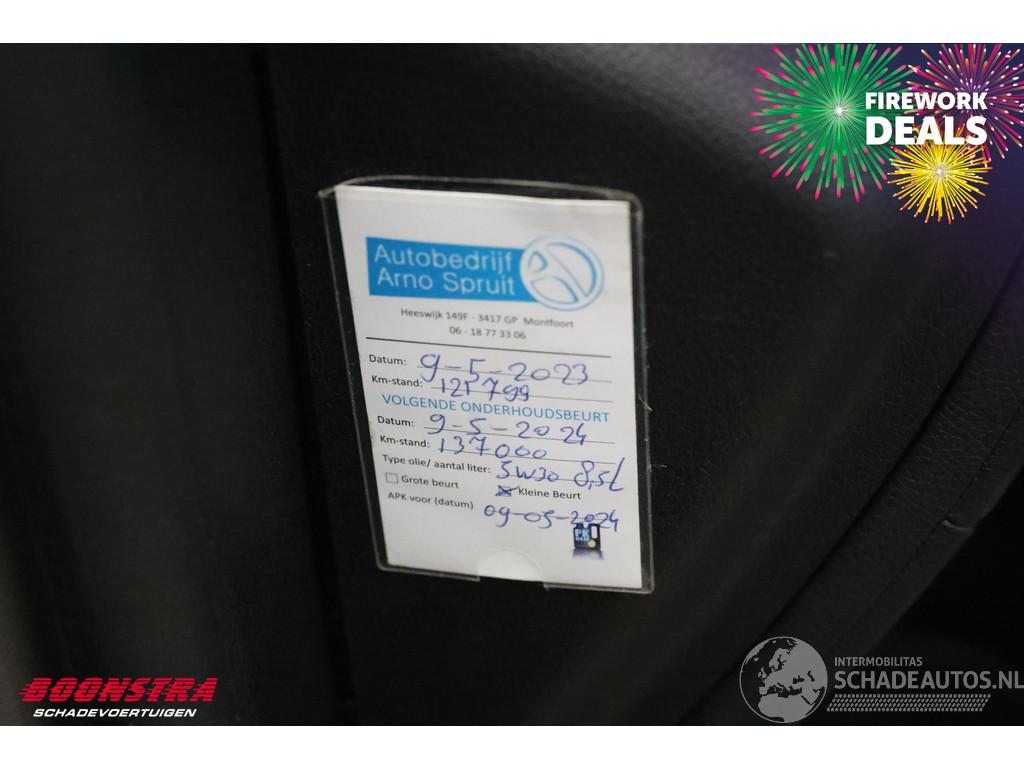 FIREWORK
DEALS
Autobedrijf
Arno Spruit
Heeswijk 149F - 3417 GP Montfoort
06 - 18 77 33 06
Datum: 9-5-2023
Km-stand: 121799
VOLGENDE ONDERHOUDSBEURT
Datum: 9-5-2024
Km-stand: 137000
Type olie/ aantal liter: 5W30 8,5L
Grote beurt Kleine Beurt
APK voor (datum) 09-05-2024
PK
BOONSTRA
SCHADEVOERTUIGEN
INTERMOBILITAS
SCHADEAUTOS.NL